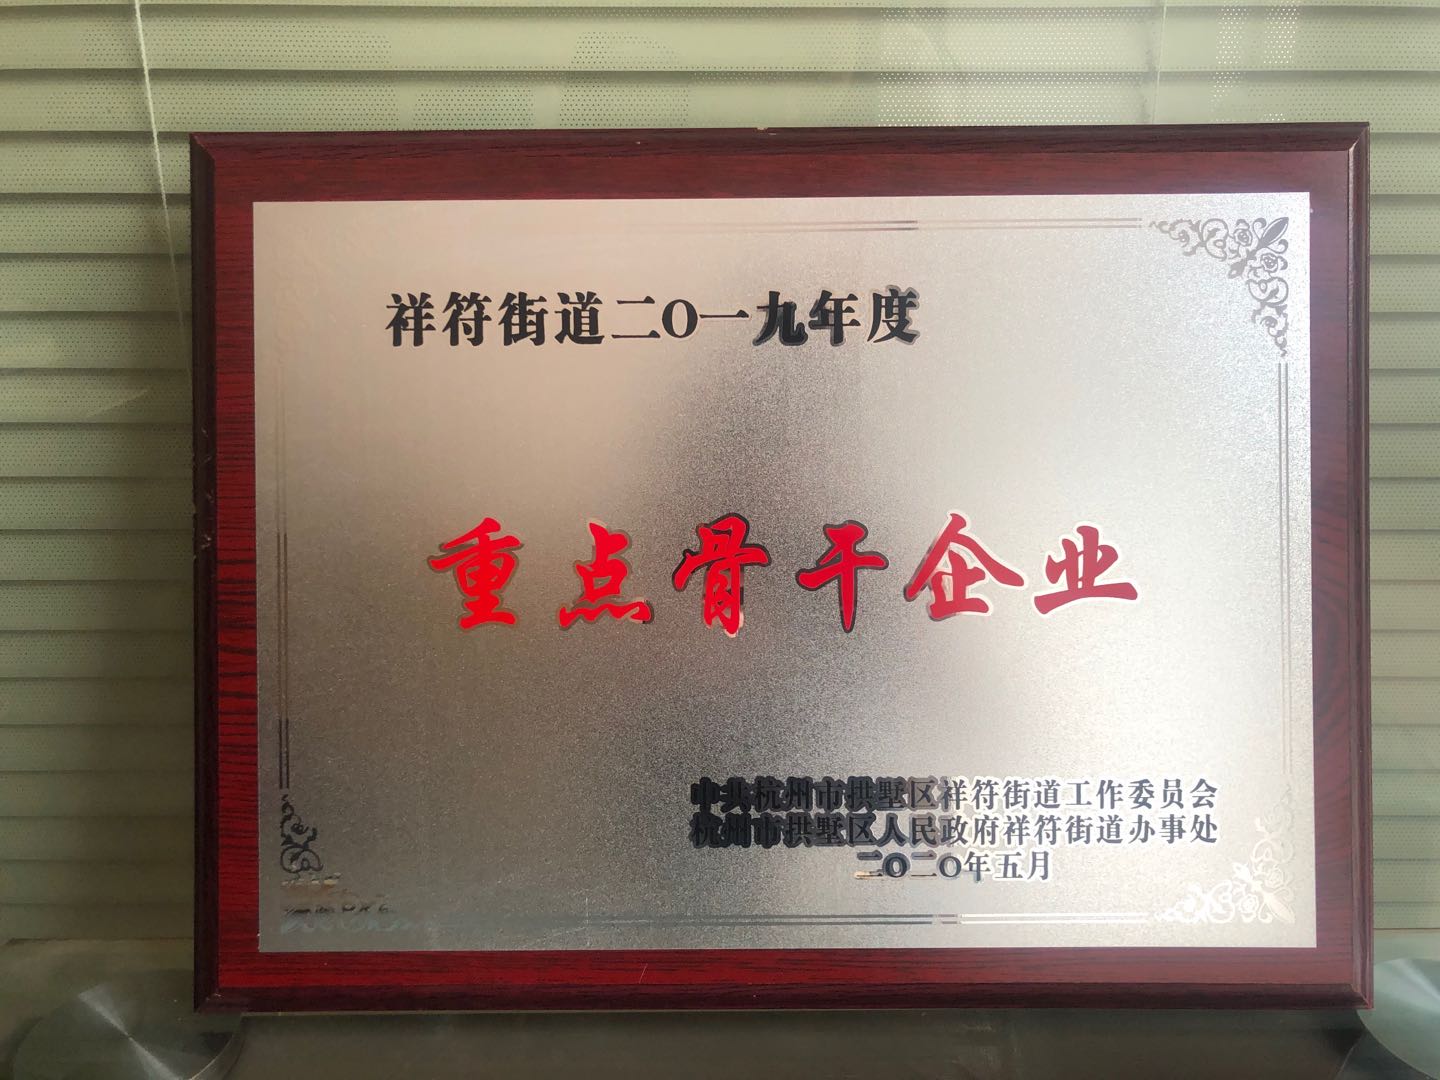 祥符街道二〇一九年度
重点骨干企业
中共杭州市拱墅区祥符街道工作委员会
杭州市拱墅区人民政府祥符街道办事处
二〇二〇年五月